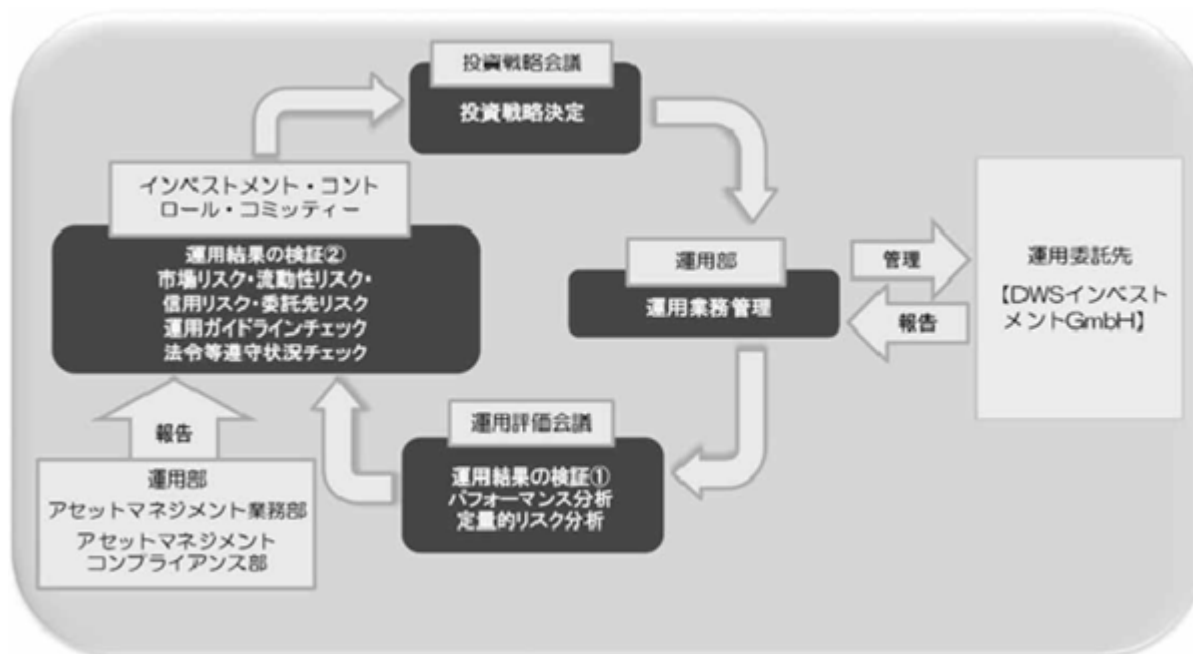 投資戦略会議
投資戦略決定
インベストメント・コント
ロール・コミッティー
運用結果の検証②
市場リスク・流動性リスク・
信用リスク・委託先リスク
運用ガイドラインチェック
法令等遵守状況チェック
運用部
運用業務管理
管理
報告
運用委託先
【DWSインベスト
メントGmbH】
運用評価会議
運用結果の検証①
パフォーマンス分析
定量的リスク分析
報告
運用部
アセットマネジメント業務部
アセットマネジメント
コンプライアンス部